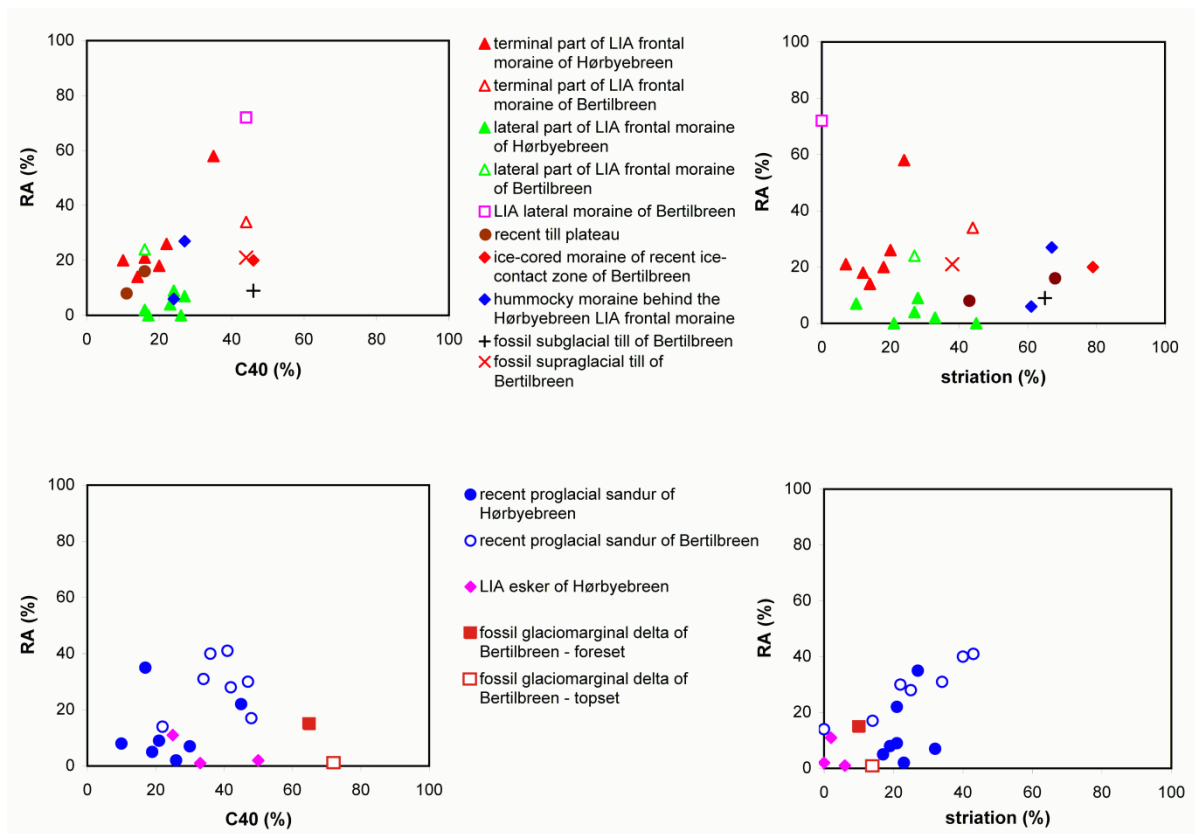 100
80
60
40
20
0
RA (%)
0 20 40 60 80 100
C40 (%)
terminal part of LIA frontal
moraine of Hørbyebreen
terminal part of LIA frontal
moraine of Bertilbreen
lateral part of LIA frontal moraine
of Hørbyebreen
lateral part of LIA frontal moraine
of Bertilbreen
LIA lateral moraine of Bertilbreen
recent till plateau
ice-cored moraine of recent ice-
contact zone of Bertilbreen
hummocky moraine behind the
Hørbyebreen LIA frontal moraine
fossil subglacial till of Bertilbreen
fossil supraglacial till of
Bertilbreen
100
80
60
40
20
0
RA (%)
0 20 40 60 80 100
striation (%)
100
80
60
40
20
0
RA (%)
0 20 40 60 80 100
C40 (%)
recent proglacial sandur of
Hørbyebreen
recent proglacial sandur of Bertilbreen
LIA esker of Hørbyebreen
fossil glaciomarginal delta of
Bertilbreen - foreset
fossil glaciomarginal delta of
Bertilbreen - topset
100
80
60
40
20
0
RA (%)
0 20 40 60 80 100
striation (%)